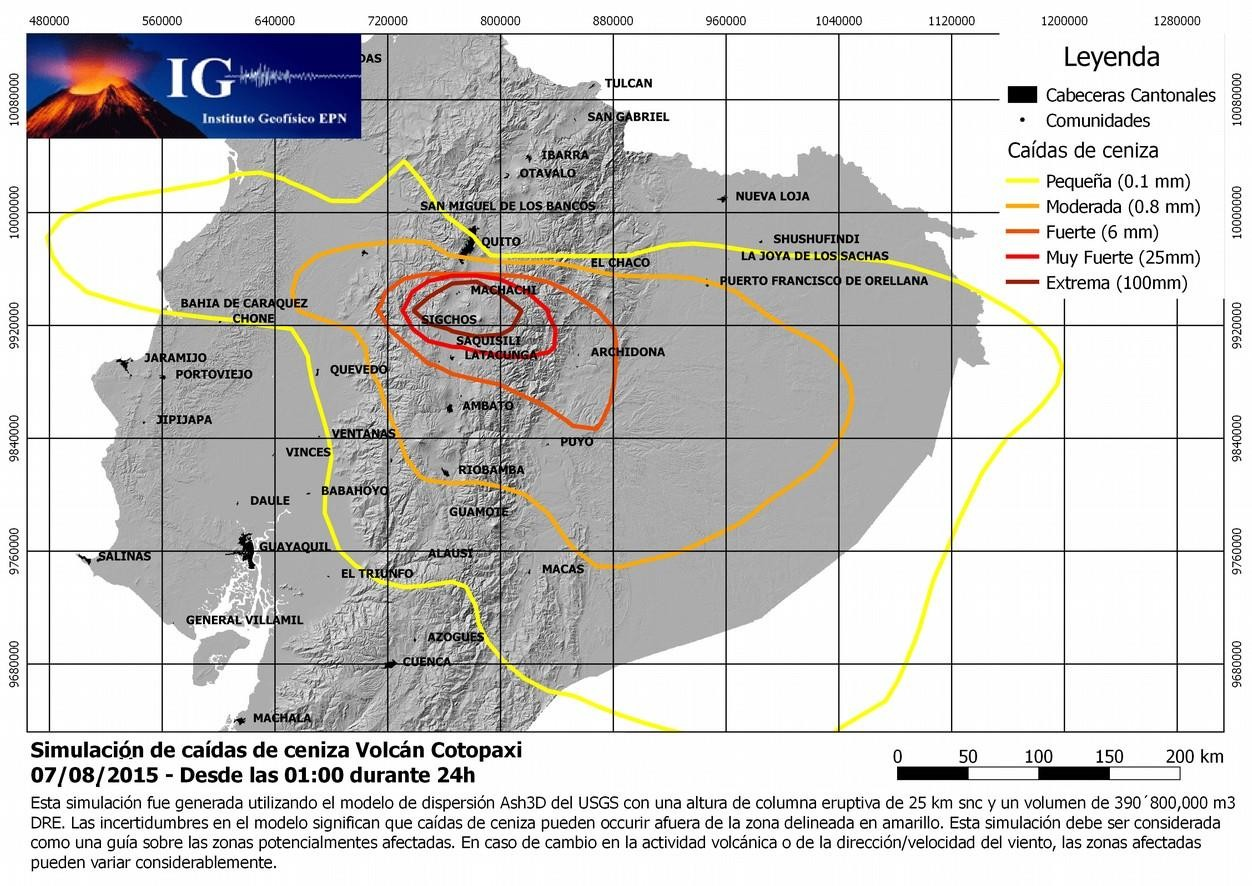 480000 560000 640000 720000 800000 880000 960000 1040000 1120000 1200000 1280000
IG
Instituto Geofísico EPN
DAS
TULCAN
SAN GABRIEL
IBARRA
OTAVALO
NUEVA LOJA
SAN MIGUEL DE LOS BANCOS
QUITO
SHUSHUFINDI
LA JOYA DE LOS SACHAS
EL CHACO
PUERTO FRANCISCO DE ORELLANA
MACHACHI
BAHIA DE CARAQUEZ
CHONE
SIGCHOS
SAQUISILI
LATACUNGA
ARCHIDONA
JARAMIJO
PORTOVIEJO
QUEVEDO
AMBATO
JIPIJAPA
VENTANAS
PUYO
VINCES
RIOBAMBA
BABAHOYO
DAULE
GUAMOTE
GUAYAQUIL
ALAUSI
SALINAS
EL TRIUNFO
MACAS
GENERAL VILLAMIL
AZOGUES
CUENCA
MACHALA
10080000
10000000
9920000
9840000
9760000
9680000
10080000
10000000
9920000
9840000
9760000
9680000
Leyenda
Cabeceras Cantonales
Comunidades
Caídas de ceniza
Pequeña (0.1 mm)
Moderada (0.8 mm)
Fuerte (6 mm)
Muy Fuerte (25mm)
Extrema (100mm)
Simulación de caídas de ceniza Volcán Cotopaxi
07/08/2015 - Desde las 01:00 durante 24h
0 50 100 150 200 km
Esta simulación fue generada utilizando el modelo de dispersión Ash3D del USGS con una altura de columna eruptiva de 25 km snc y un volumen de 390´800,000 m3
DRE. Las incertidumbres en el modelo significan que caídas de ceniza pueden occurir afuera de la zona delineada en amarillo. Esta simulación debe ser considerada
como una guía sobre las zonas potencialmentes afectadas. En caso de cambio en la actividad volcánica o de la dirección/velocidad del viento, las zonas afectadas
pueden variar considerablemente.